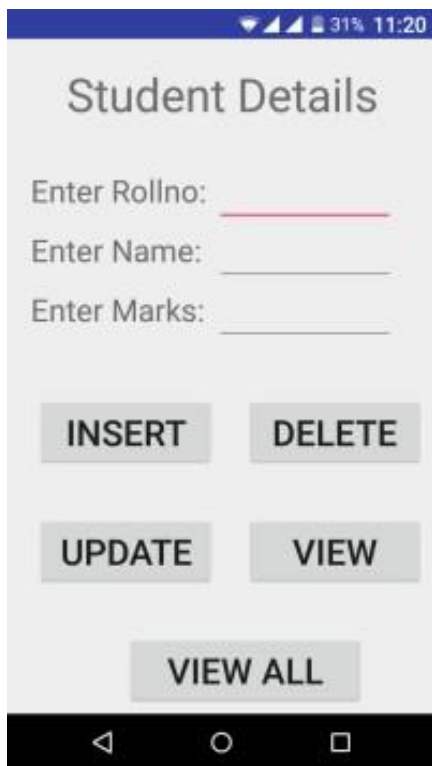 31% 11:20
Student Details
Enter Rollno:
Enter Name:
Enter Marks:
INSERT DELETE
UPDATE VIEW
VIEW ALL